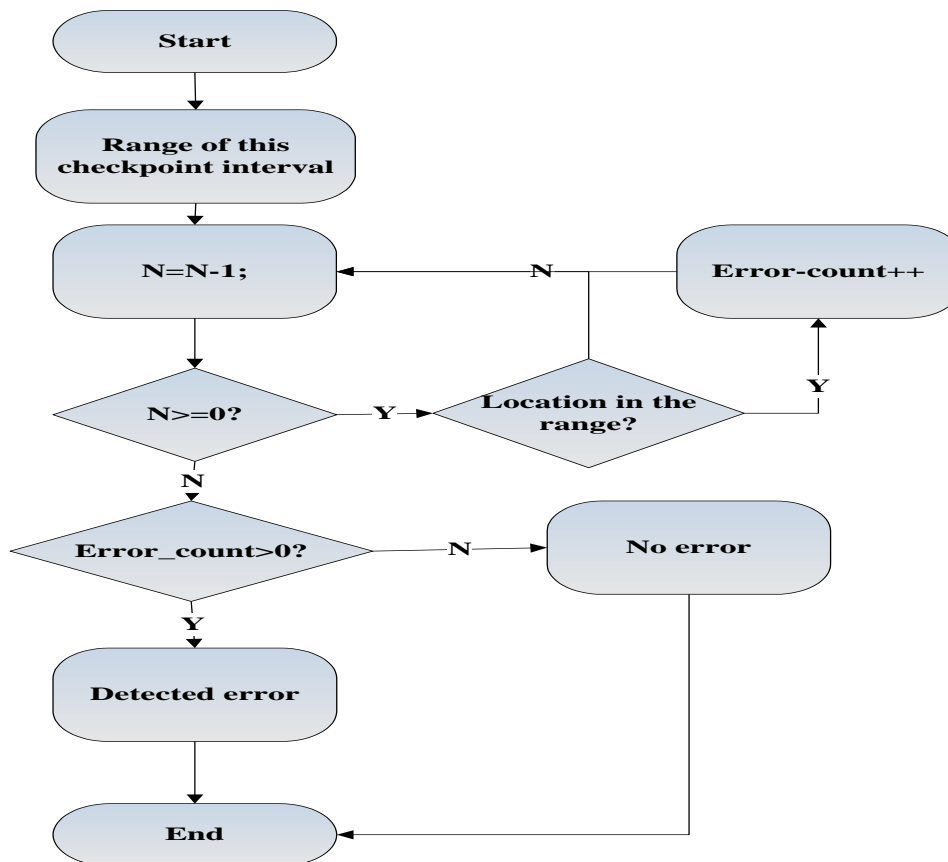 Start
Range of this
checkpoint interval
N=N-1;
N
Error-count++
N>=0?
Y
Location in the
range?
Y
N
Error_count>0?
N
No error
Y
Detected error
End